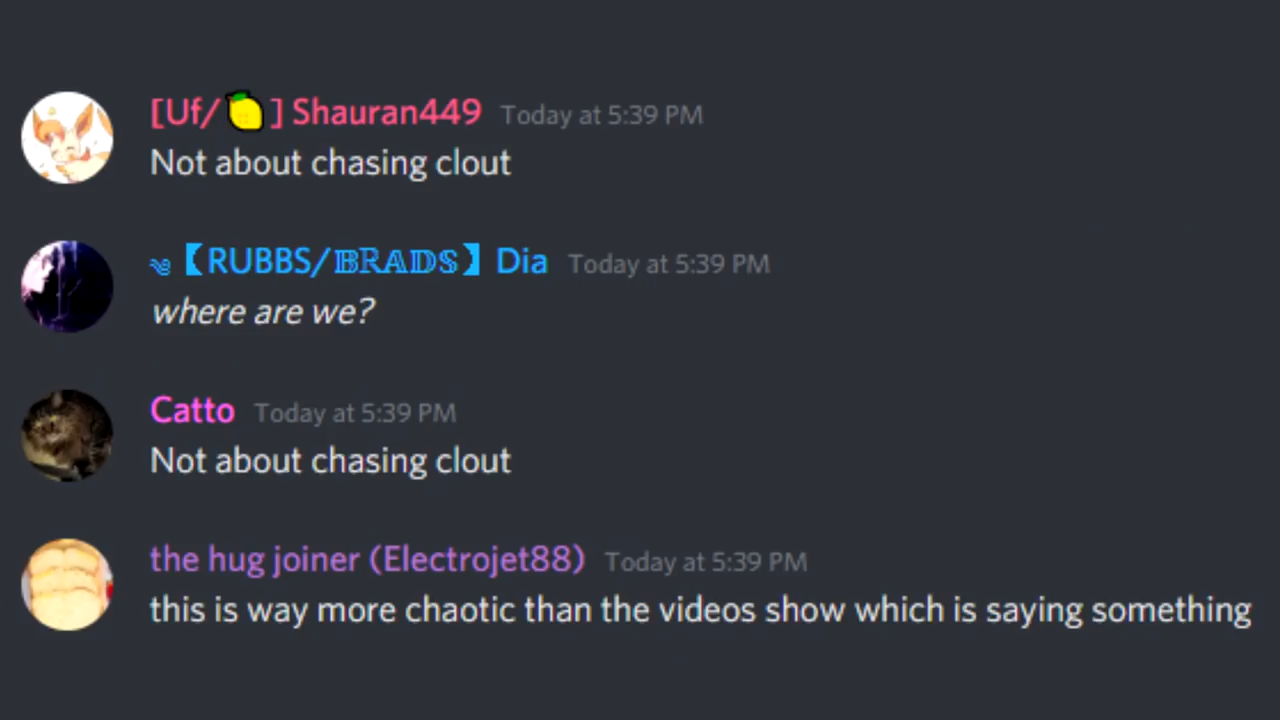 [Uf/🍋] Shauran449 Today at 5:39 PM
Not about chasing clout
༄【RUBBS/𝔹ℝ𝔸𝔻𝕊】Dia Today at 5:39 PM
where are we?
Catto Today at 5:39 PM
Not about chasing clout
the hug joiner (Electrojet88) Today at 5:39 PM
this is way more chaotic than the videos show which is saying something